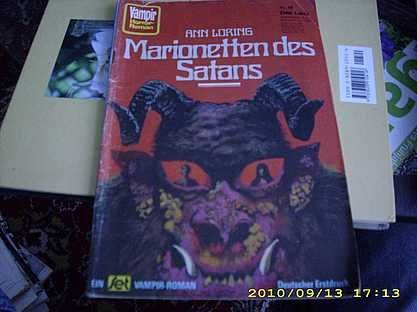 Vampir
Horror-
Roman
ANN LORING
Marionetten des
Satans
EIN
VAMPIR-ROMAN
Deutscher Erstdruck
2010/09/13 17:13